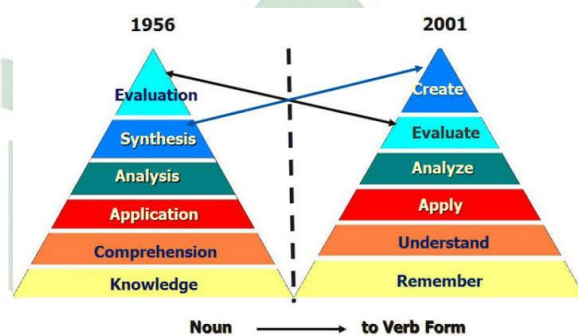 1956
Evaluation
Synthesis
Analysis
Application
Comprehension
Knowledge
2001
Create
Evaluate
Analyze
Apply
Understand
Remember
Noun to Verb Form